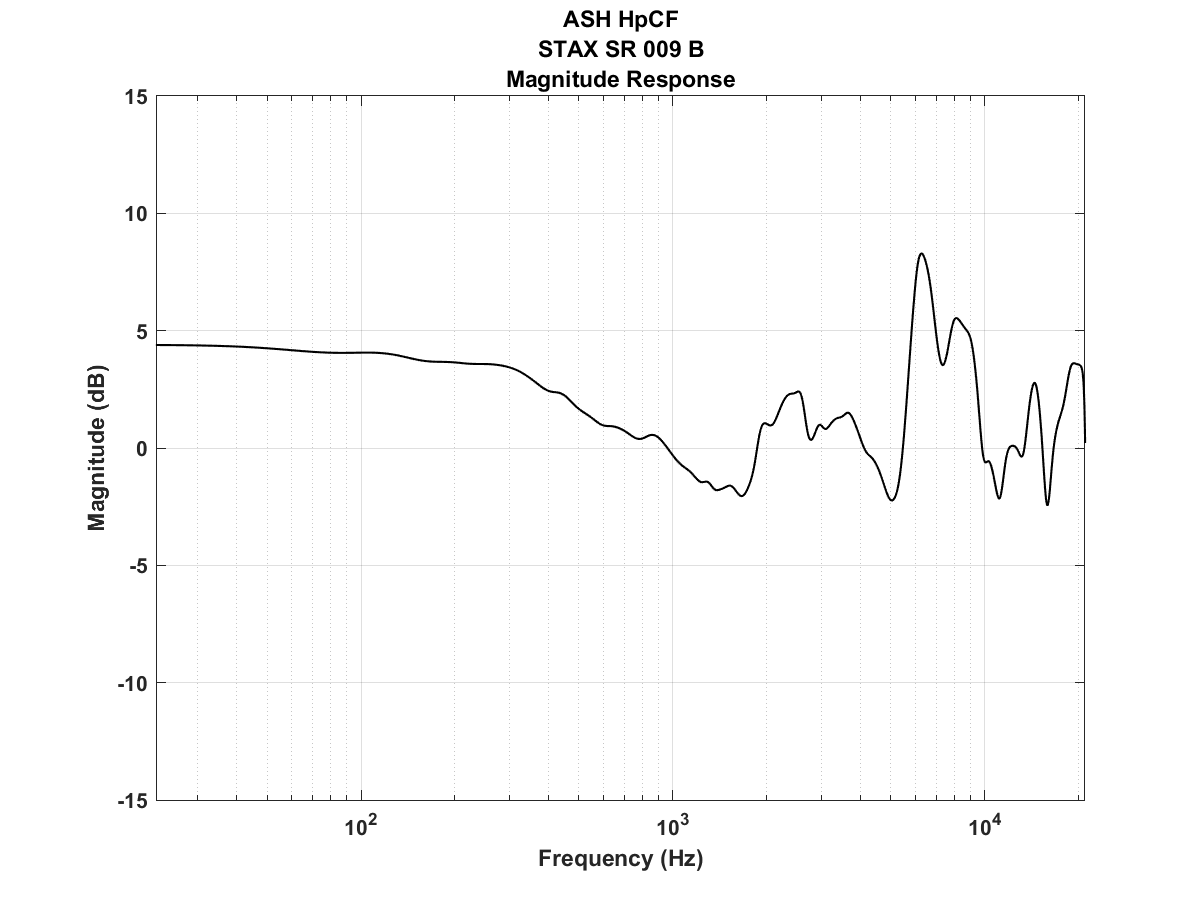 ASH HpCF
STAX SR 009 B
Magnitude Response
15
10
5
0
-5
-10
-15
Magnitude (dB)
10² 10³ 10⁴
Frequency (Hz)